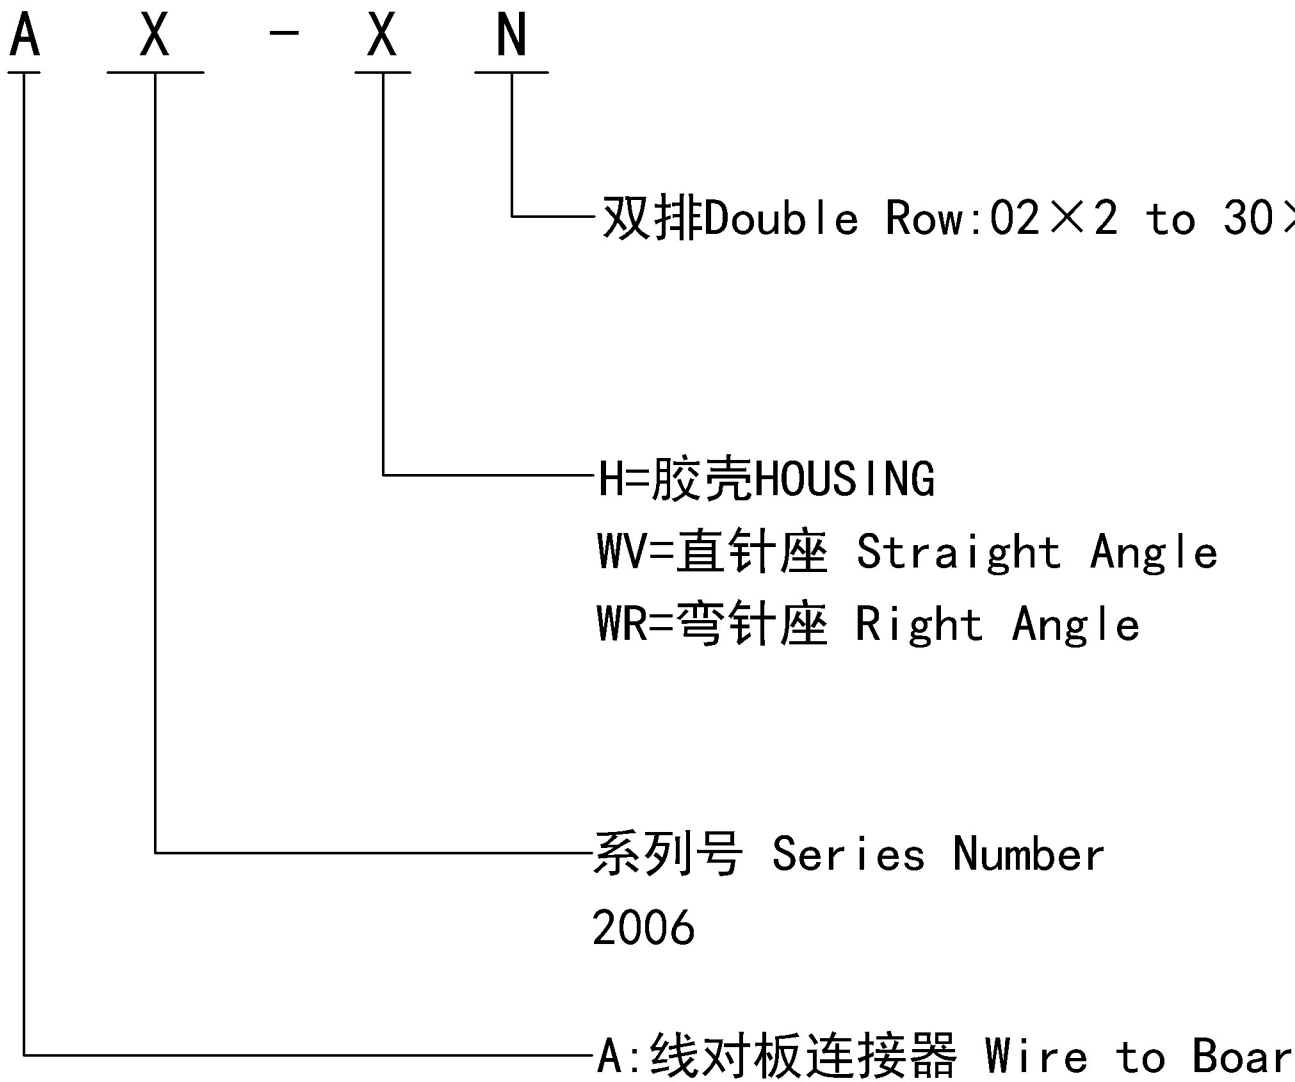 A X - X N
双排Double Row:02×2 to 30×
H=胶壳HOUSING
WV=直针座 Straight Angle
WR=弯针座 Right Angle
系列号 Series Number
2006
A:线对板连接器 Wire to Boar